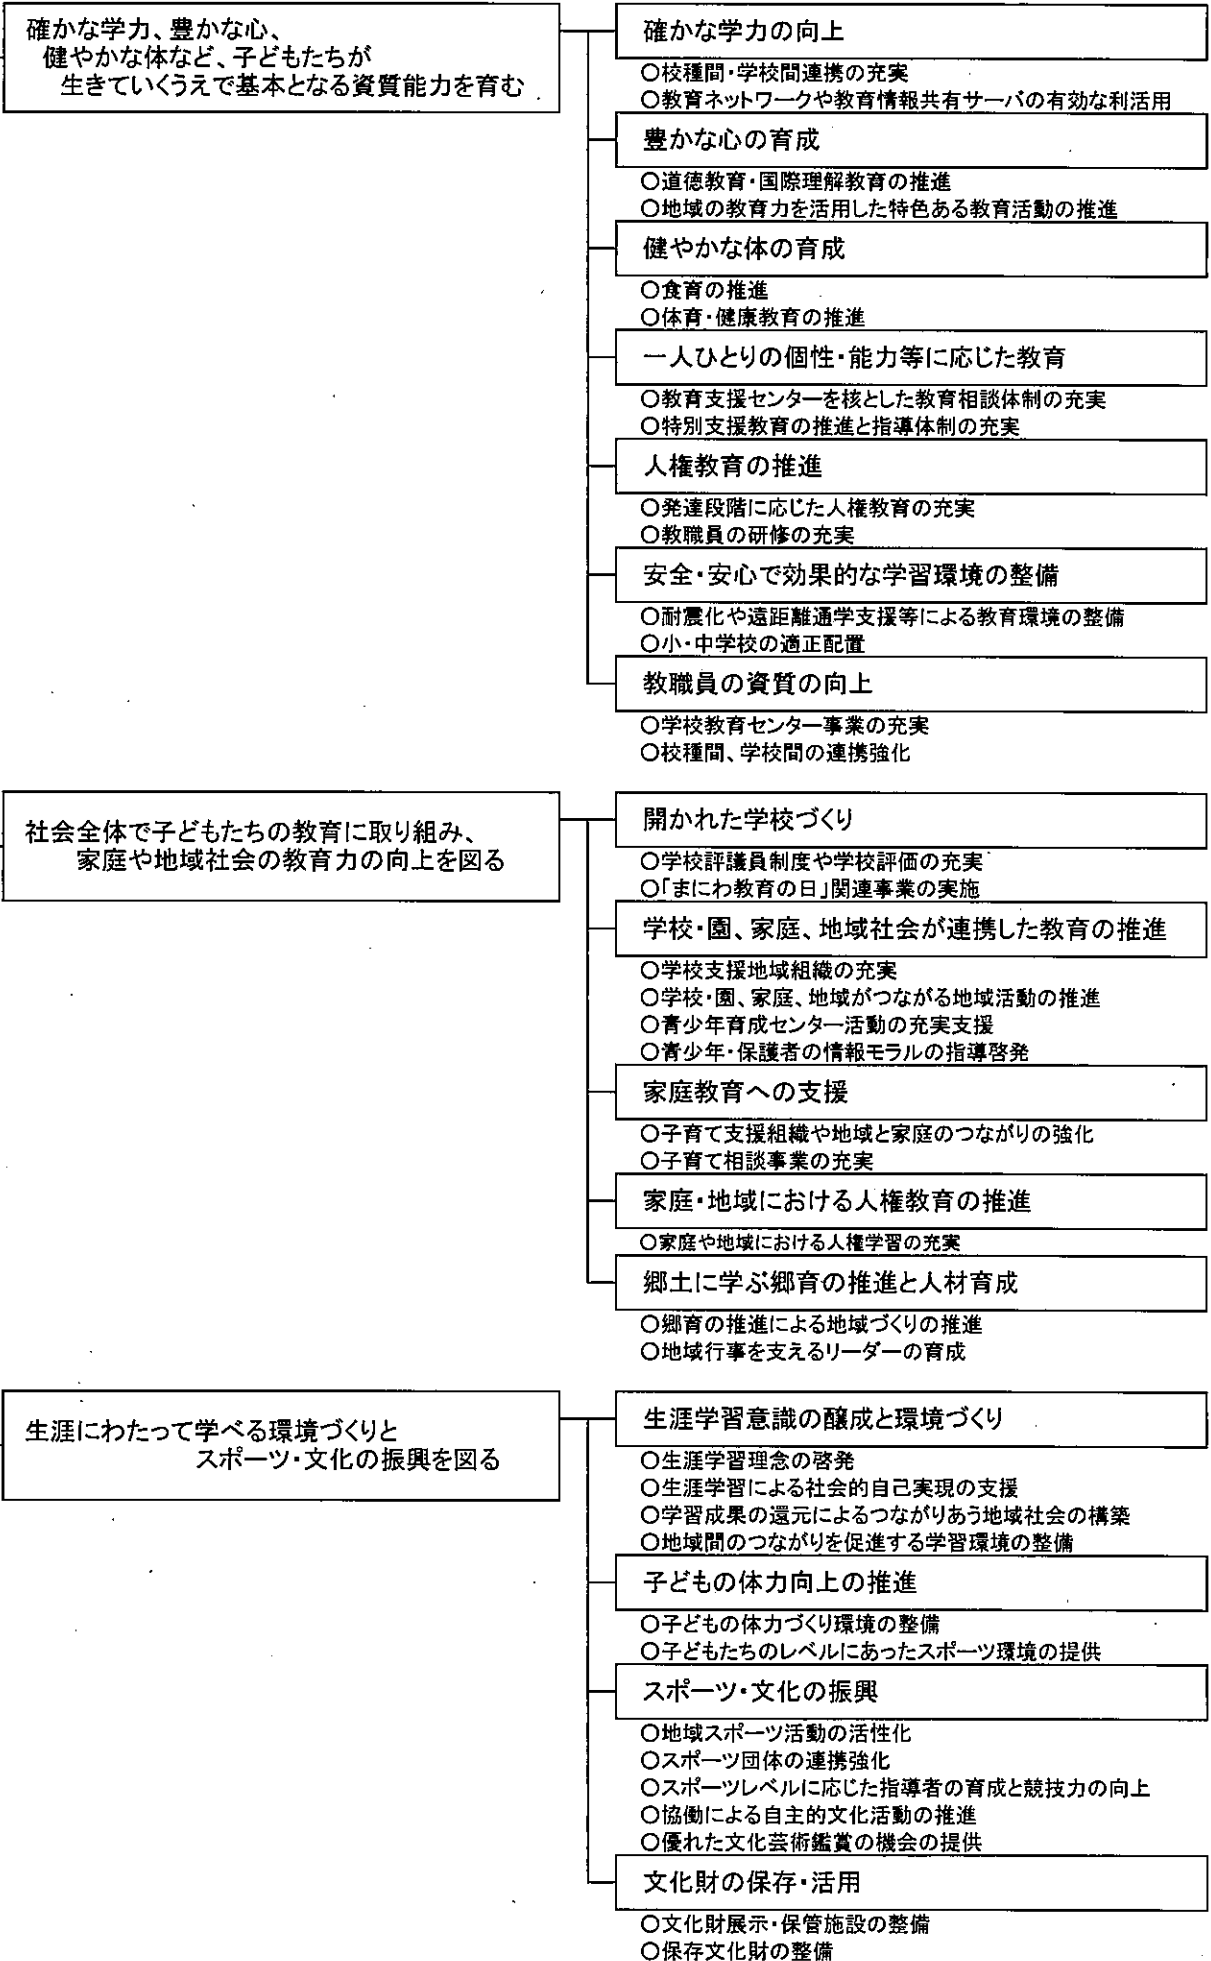 確かな学力、豊かな心、
健やかな体など、子どもたちが
生きていくうえで基本となる資質能力を育む
確かな学力の向上
○校種間・学校間連携の充実
○教育ネットワークや教育情報共有サーバの有効な利活用
豊かな心の育成
○道徳教育・国際理解教育の推進
○地域の教育力を活用した特色ある教育活動の推進
健やかな体の育成
○食育の推進
○体育・健康教育の推進
一人ひとりの個性・能力等に応じた教育
○教育支援センターを核とした教育相談体制の充実
○特別支援教育の推進と指導体制の充実
人権教育の推進
○発達段階に応じた人権教育の充実
○教職員の研修の充実
安全・安心で効果的な学習環境の整備
○耐震化や遠距離通学支援等による教育環境の整備
○小・中学校の適正配置
教職員の資質の向上
○学校教育センター事業の充実
○校種間、学校間の連携強化
社会全体で子どもたちの教育に取り組み、
家庭や地域社会の教育力の向上を図る
開かれた学校づくり
○学校評議員制度や学校評価の充実
○「まにわ教育の日」関連事業の実施
学校・園、家庭、地域社会が連携した教育の推進
○学校支援地域組織の充実
○学校・園、家庭、地域がつながる地域活動の推進
○青少年育成センター活動の充実支援
○青少年・保護者の情報モラルの指導啓発
家庭教育への支援
○子育て支援組織や地域と家庭のつながりの強化
○子育て相談事業の充実
家庭・地域における人権教育の推進
○家庭や地域における人権学習の充実
郷土に学ぶ郷育の推進と人材育成
○郷育の推進による地域づくりの推進
○地域行事を支えるリーダーの育成
生涯にわたって学べる環境づくりと
スポーツ・文化の振興を図る
生涯学習意識の醸成と環境づくり
○生涯学習理念の啓発
○生涯学習による社会的自己実現の支援
○学習成果の還元によるつながりあう地域社会の構築
○地域間のつながりを促進する学習環境の整備
子どもの体力向上の推進
○子どもの体力づくり環境の整備
○子どもたちのレベルにあったスポーツ環境の提供
スポーツ・文化の振興
○地域スポーツ活動の活性化
○スポーツ団体の連携強化
○スポーツレベルに応じた指導者の育成と競技力の向上
○協働による自主的文化活動の推進
○優れた文化芸術鑑賞の機会の提供
文化財の保存・活用
○文化財展示・保管施設の整備
○保存文化財の整備